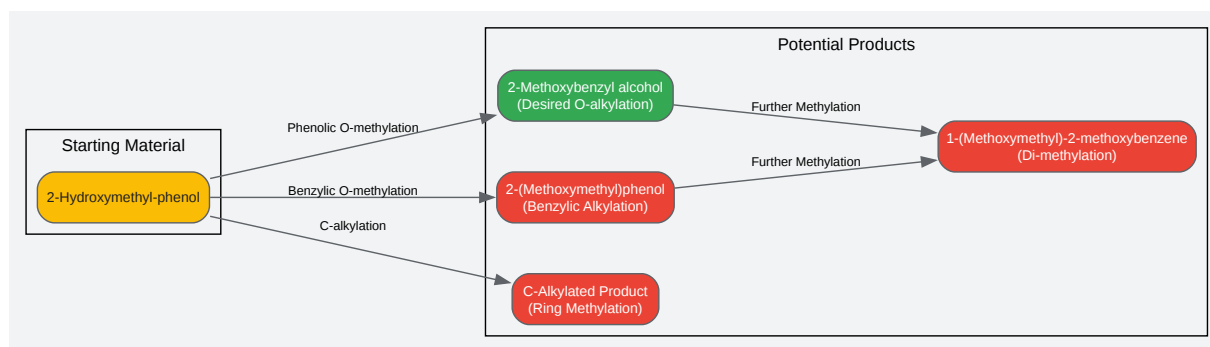 Potential Products
2-Methoxybenzyl alcohol
(Desired O-alkylation)
Further Methylation
Phenolic O-methylation
1-(Methoxymethyl)-2-methoxybenzene
(Di-methylation)
Starting Material
Further Methylation
2-Hydroxymethyl-phenol
Benzylic O-methylation
2-(Methoxymethyl)phenol
(Benzylic Alkylation)
C-alkylation
C-Alkylated Product
(Ring Methylation)